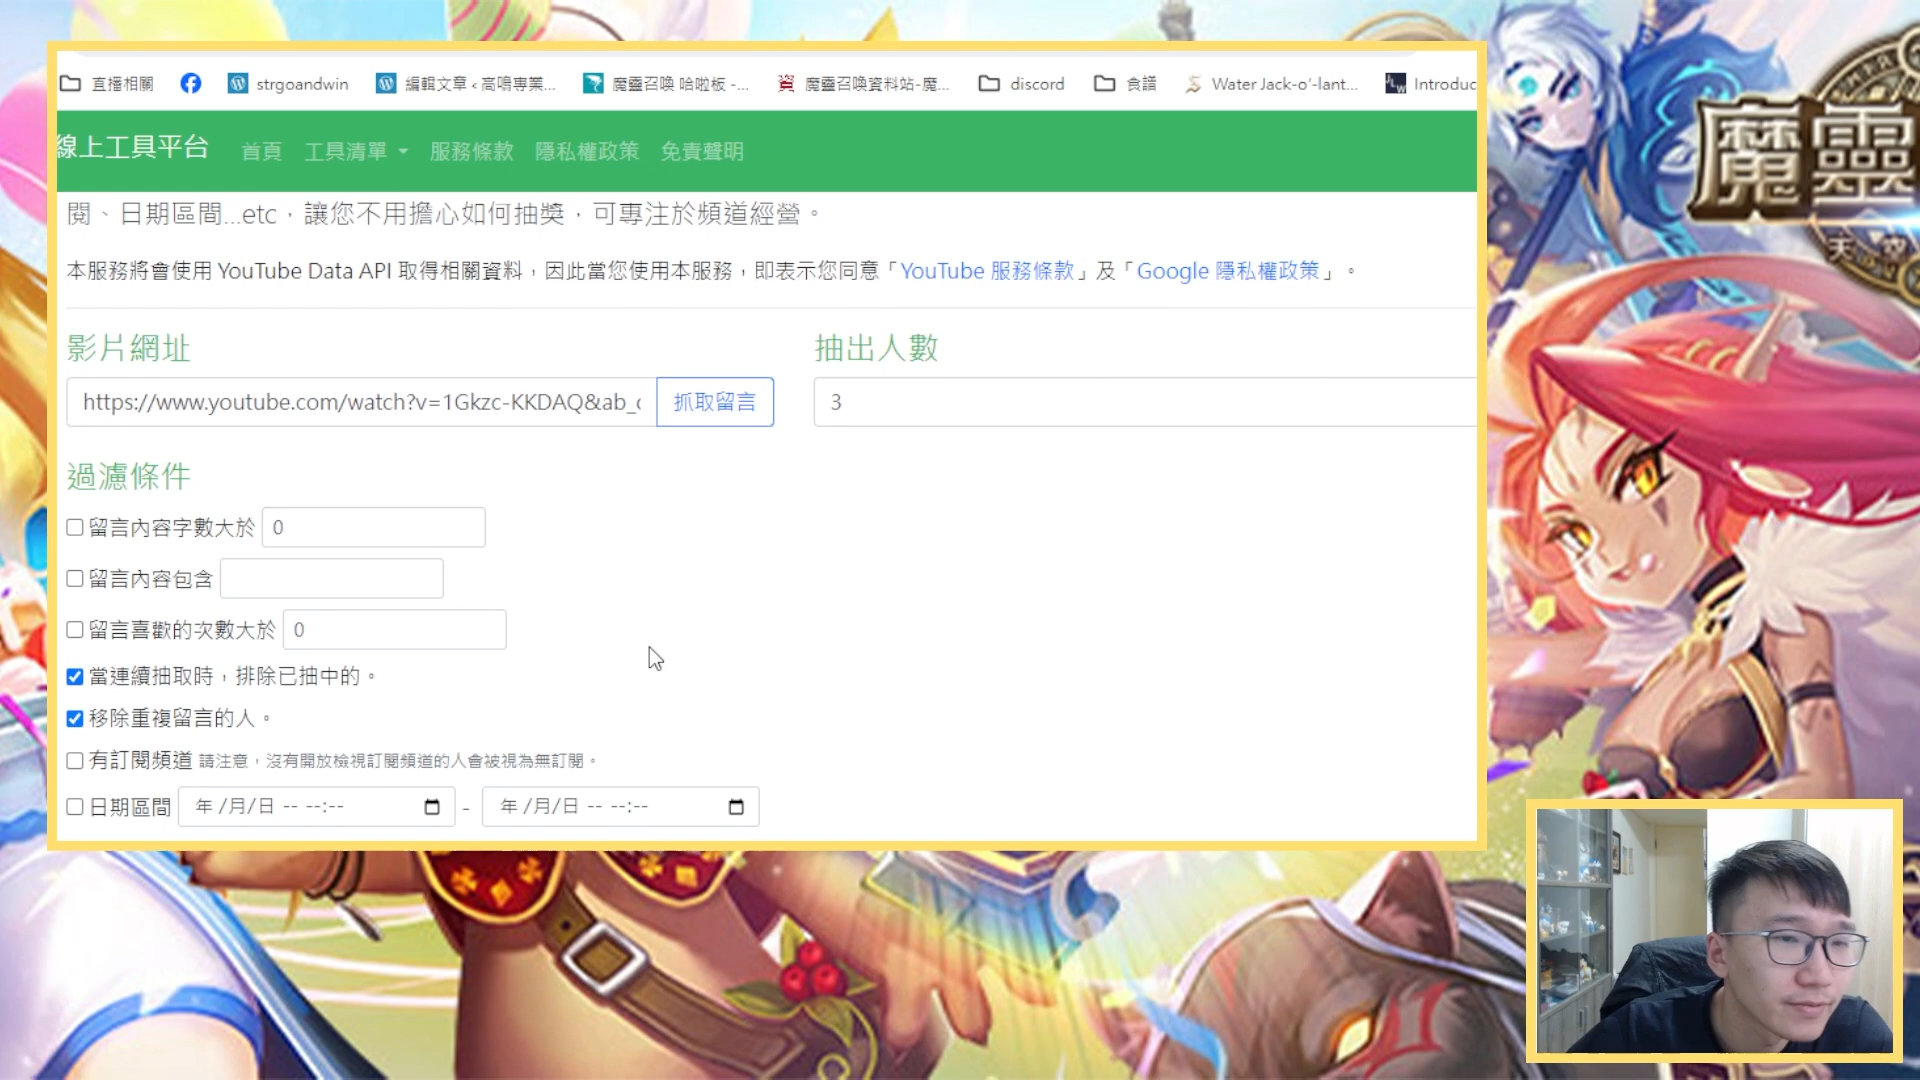 直播相關
strgoandwin
編輯文章 ‹ 高鳴專業...
魔靈召喚 哈啦板 -...
魔靈召喚資料站-魔...
discord
食譜
Water Jack-o'-lant...
Introduc
線上工具平台
首頁
工具清單
服務條款
隱私權政策
免責聲明
閱、日期區間...etc，讓您不用擔心如何抽獎，可專注於頻道經營。
本服務將會使用 YouTube Data API 取得相關資料，因此當您使用本服務，即表示您同意「YouTube 服務條款」及「Google 隱私權政策」。
影片網址
抽出人數
https://www.youtube.com/watch?v=1Gkzc-KKDAQ&ab_c
抓取留言
3
過濾條件
留言內容字數大於 0
留言內容包含
留言喜歡的次數大於 0
當連續抽取時，排除已抽中的。
移除重複留言的人。
有訂閱頻道 請注意，沒有開放檢視訂閱頻道的人會被視為無訂閱。
日期區間 年 /月/日 -- --:-- - 年 /月/日 -- --:--
魔靈